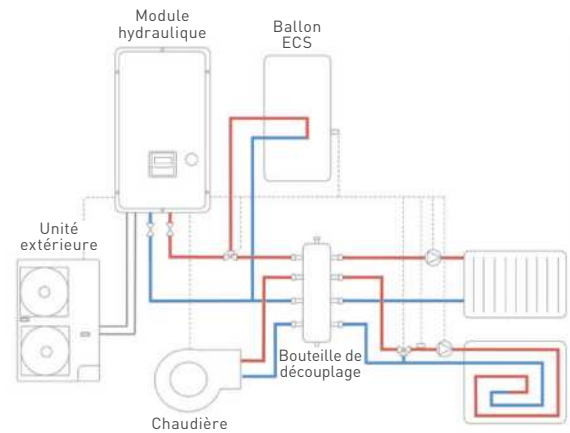 Module
hydraulique
Ballon
ECS
Unité
extérieure
Bouteille de
découplage
Chaudière